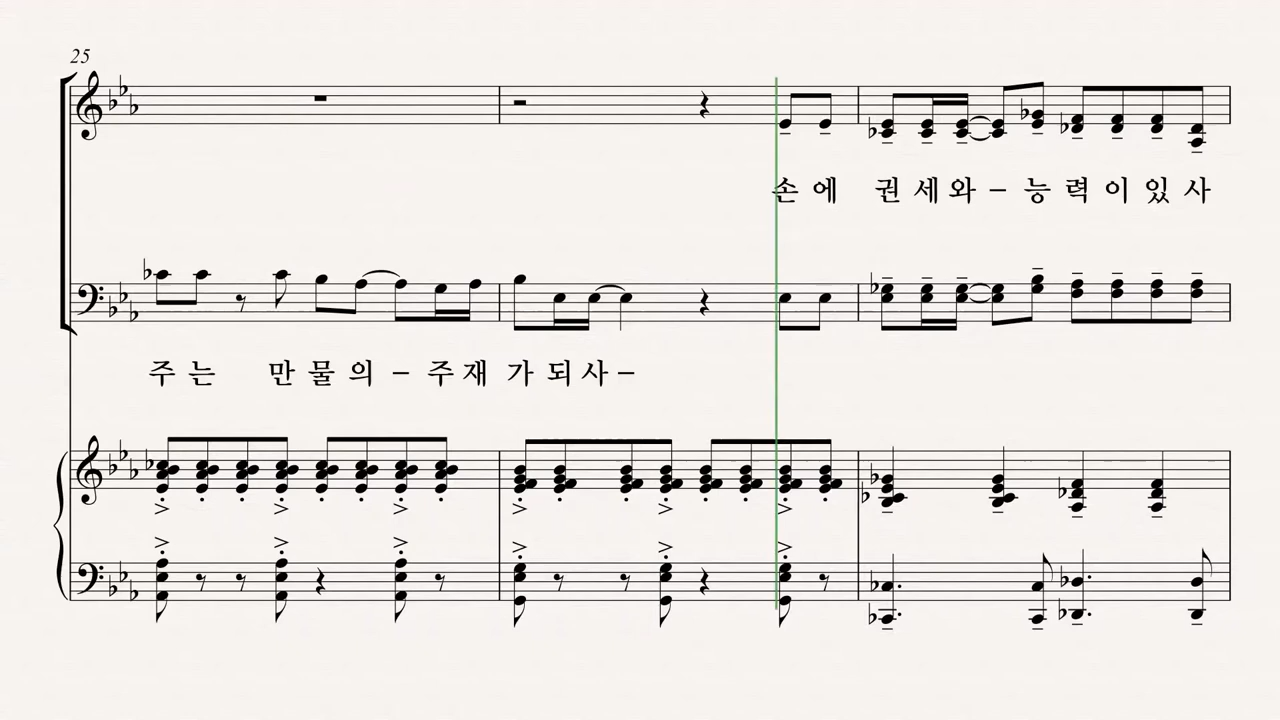 25
손에 권세와 – 능력이있사
주는 만물의 – 주재 가되사 –